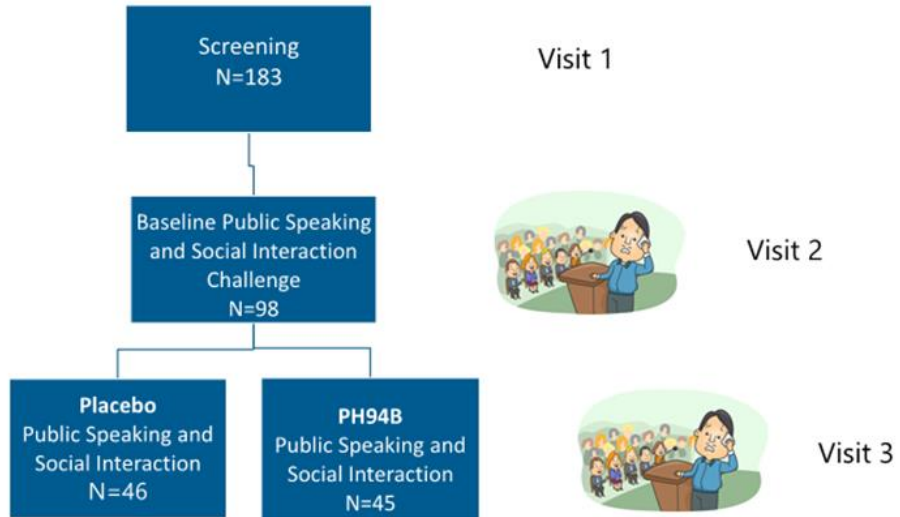 Screening
N=183
Visit 1
Baseline Public Speaking
and Social Interaction
Challenge
N=98
Visit 2
Placebo
Public Speaking and
Social Interaction
N=46
PH94B
Public Speaking and
Social Interaction
N=45
Visit 3